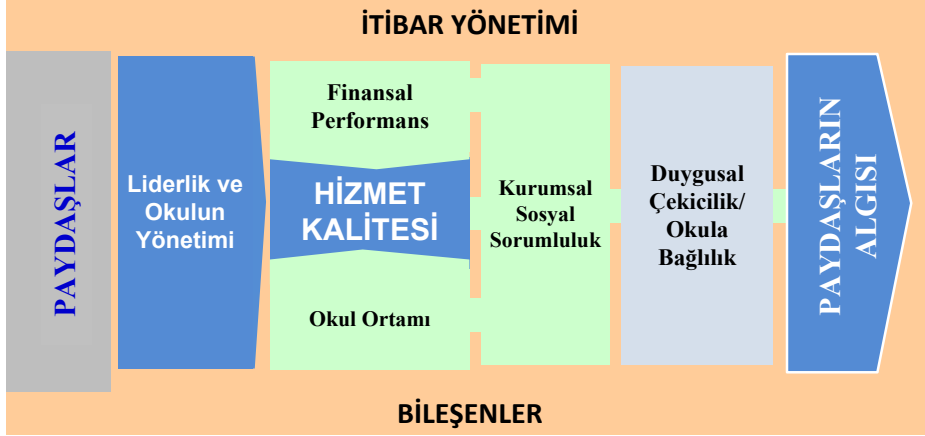 İTİBAR YÖNETİMİ
PAYDAŞLAR
Liderlik ve
Okulun
Yönetimi
Finansal
Performans
HİZMET
KALİTESİ
Okul Ortamı
Kurumsal
Sosyal
Sorumluluk
Duygusal
Çekicilik/
Okula
Bağlılık
PAYDAŞLARIN
ALGISI
BİLEŞENLER